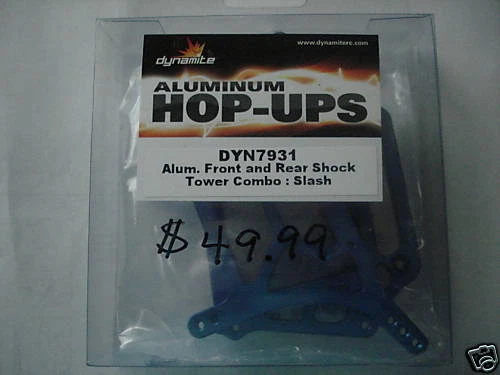 dynamite
www.dynamiterc.com
ALUMINUM
HOP-UPS
DYN7931
Alum. Front and Rear Shock
Tower Combo : Slash
$ 49.99